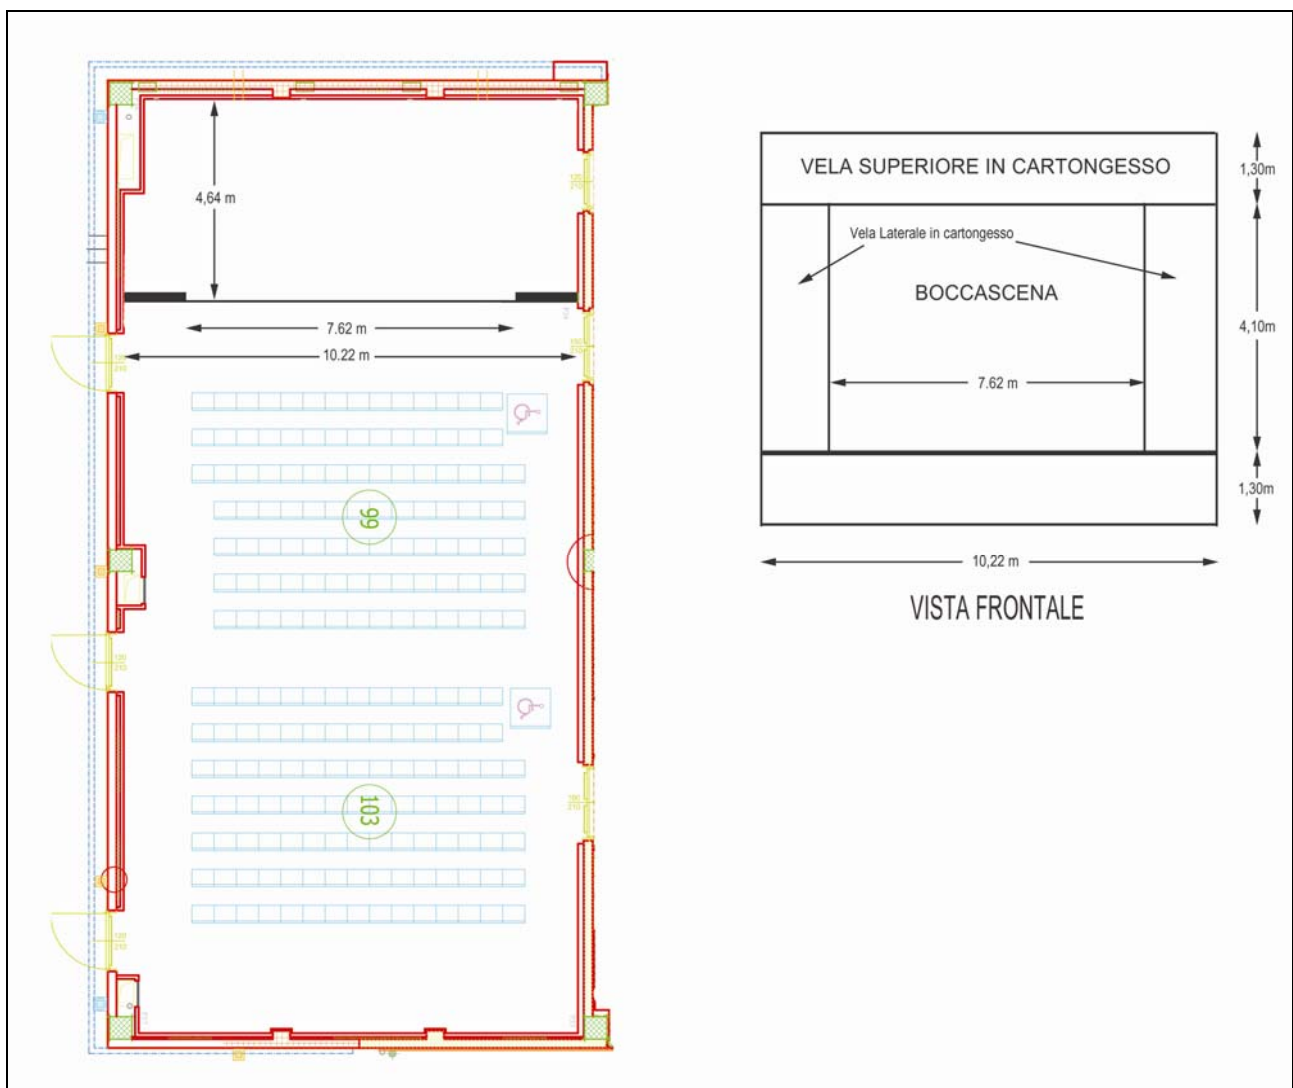 4,64 m
7.62 m
10.22 m
99
103
VELA SUPERIORE IN CARTONGESSO
1,30m
Vela Laterale in cartongesso
BOCCASCENA
4,10m
7.62 m
1,30m
10,22 m
VISTA FRONTALE